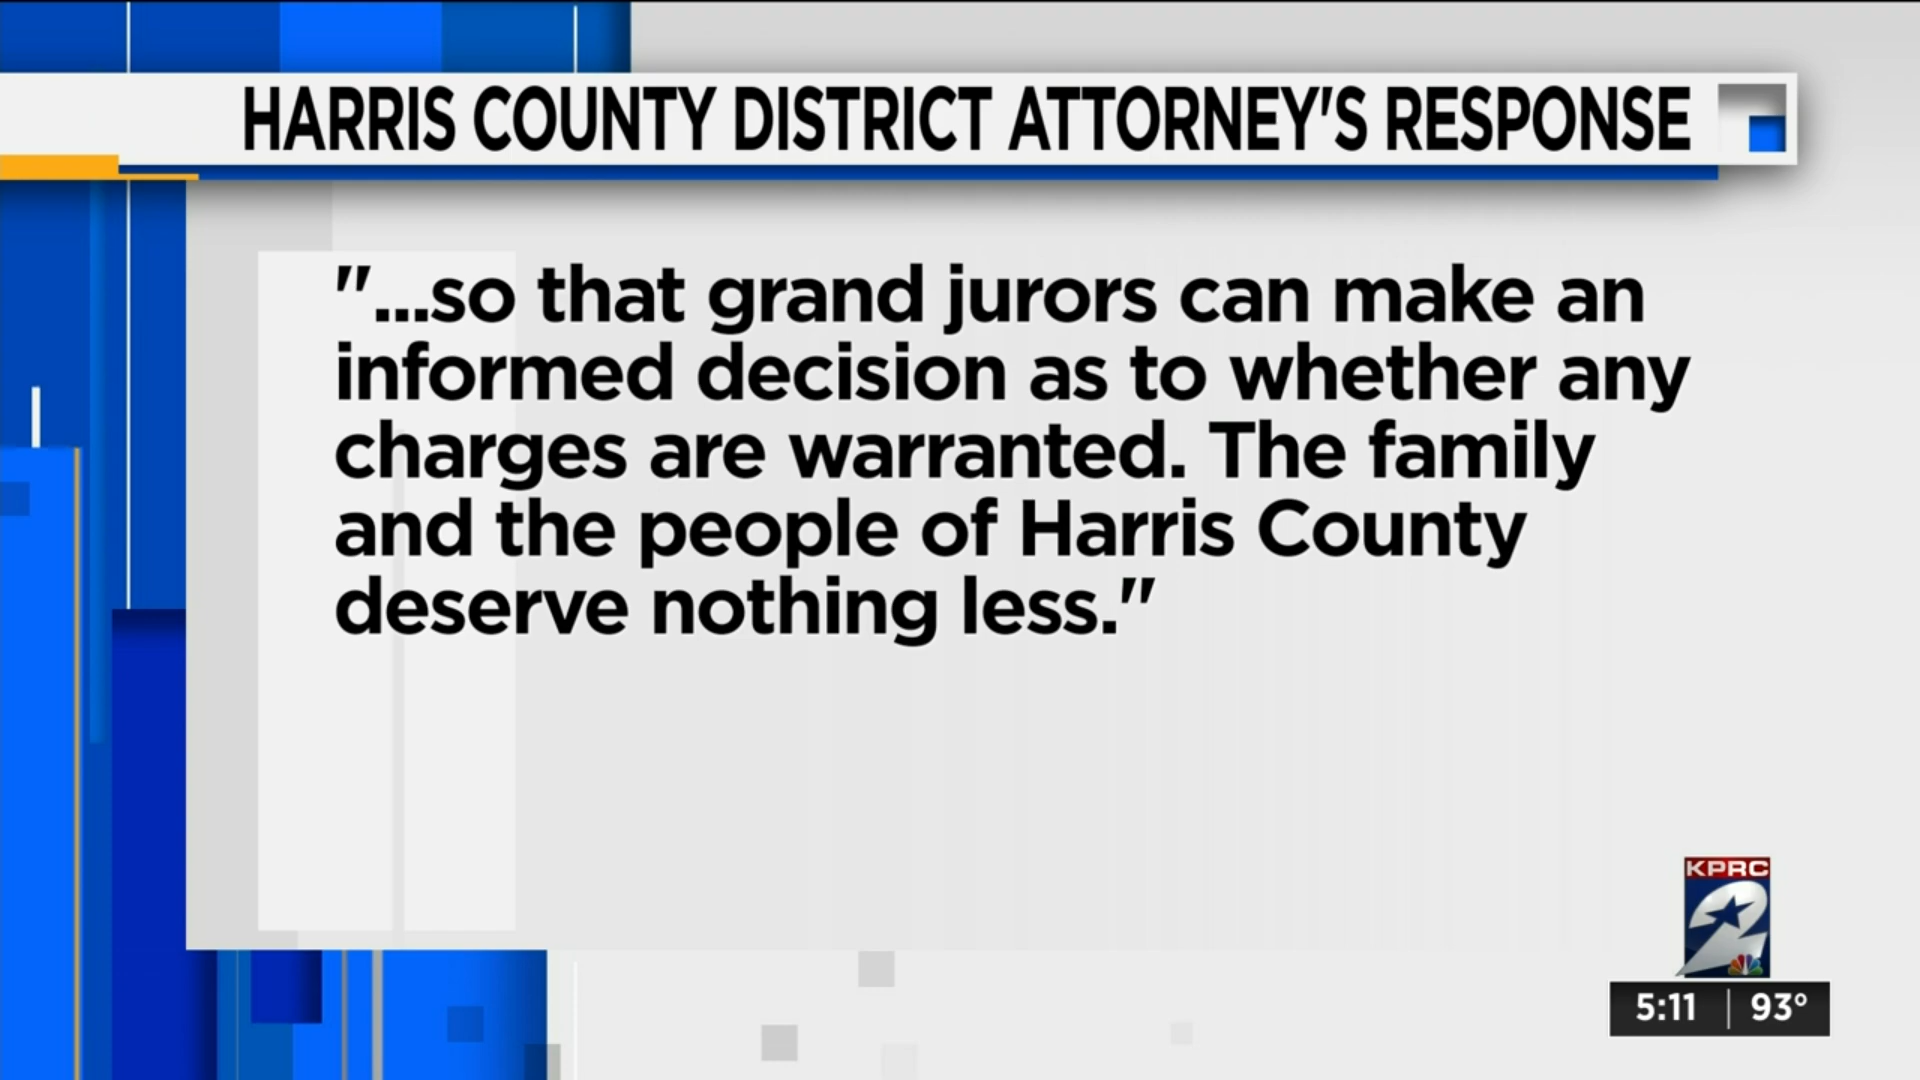 HARRIS COUNTY DISTRICT ATTORNEY'S RESPONSE
"...so that grand jurors can make an
informed decision as to whether any
charges are warranted. The family
and the people of Harris County
deserve nothing less."
KPRC
2
5:11 | 93°